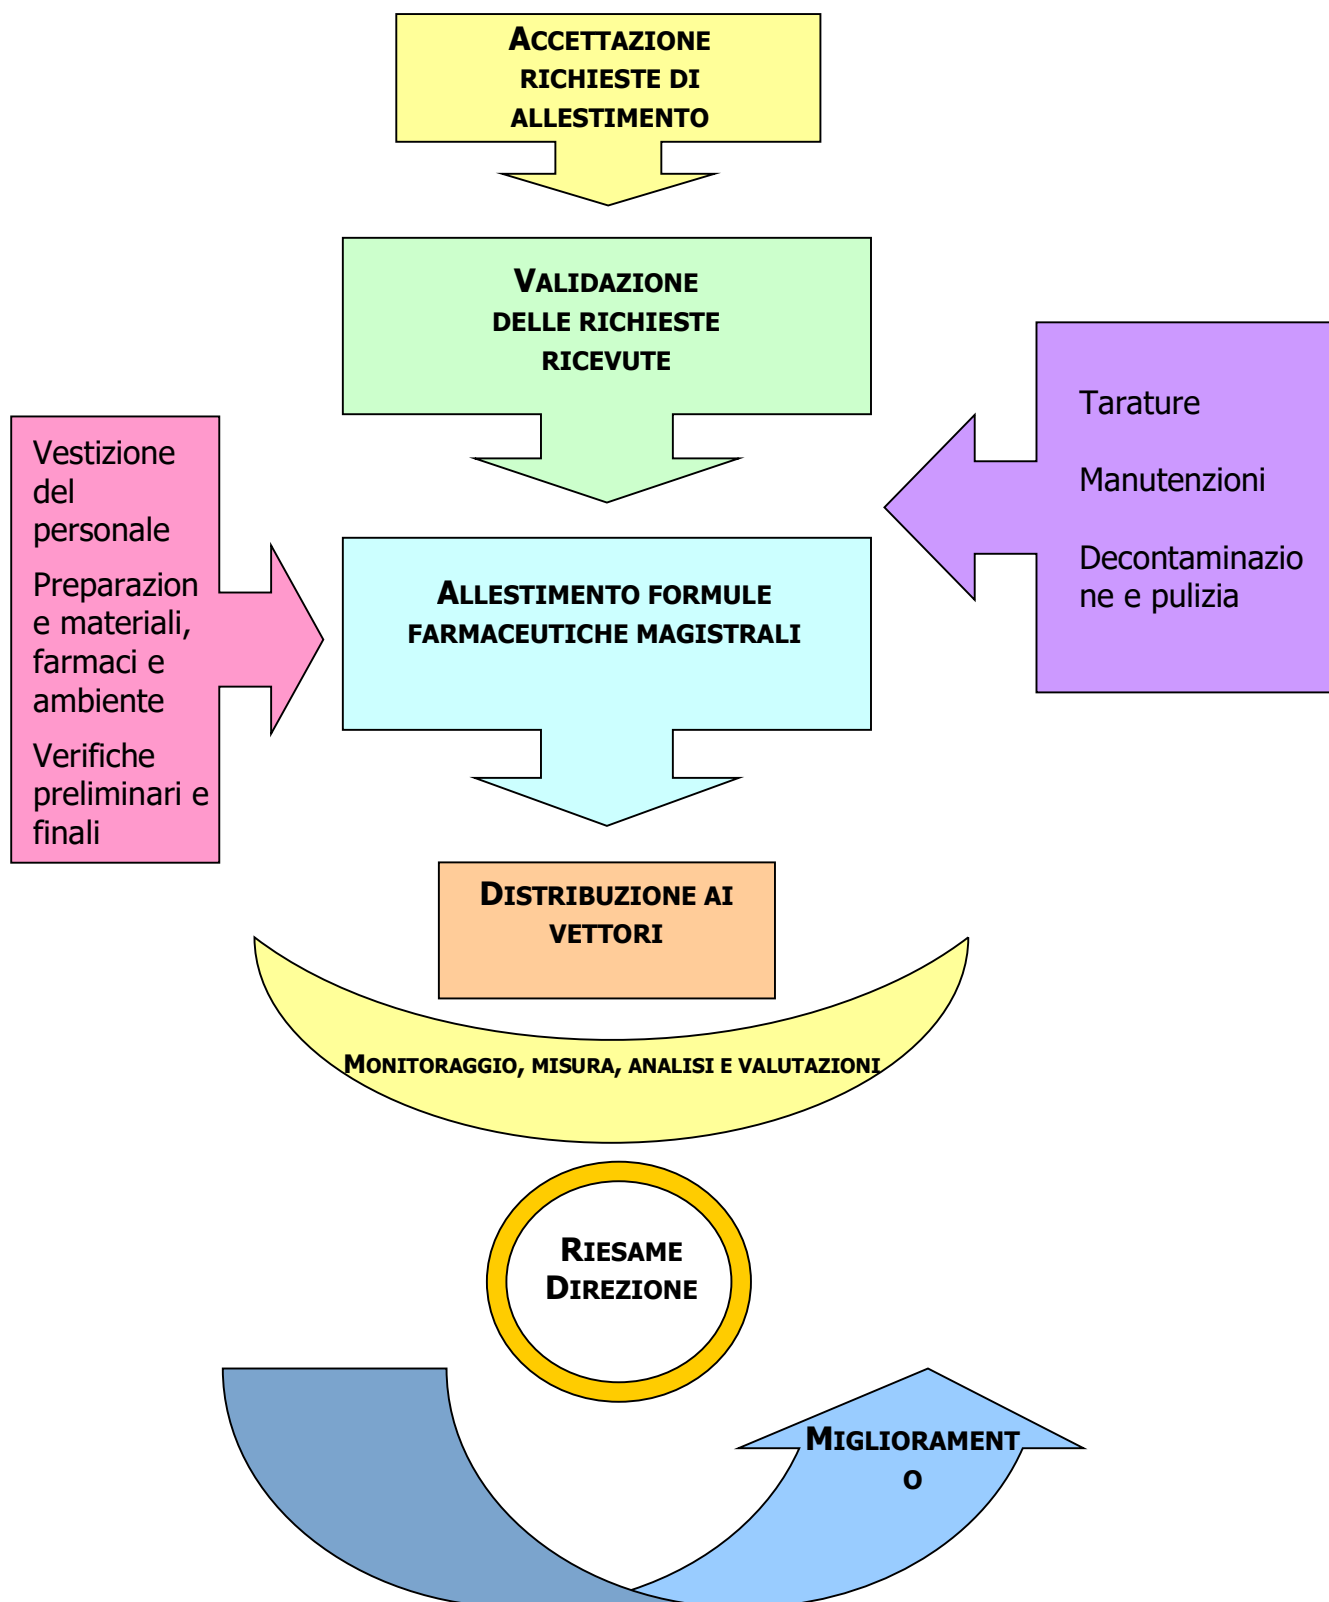 ACCETTAZIONE
RICHIESTE DI
ALLESTIMENTO
VALIDAZIONE
DELLE RICHIESTE
RICEVUTE
Tarature
Manutenzioni
Decontaminazio
ne e pulizia
Vestizione
del
personale
Preparazion
e materiali,
farmaci e
ambiente
Verifiche
preliminari e
finali
ALLESTIMENTO FORMULE
FARMACEUTICHE MAGISTRALI
DISTRIBUZIONE AI
VETTORI
MONITORAGGIO, MISURA, ANALISI E VALUTAZIONI
RIESAME
DIREZIONE
MIGLIORAMENT
O